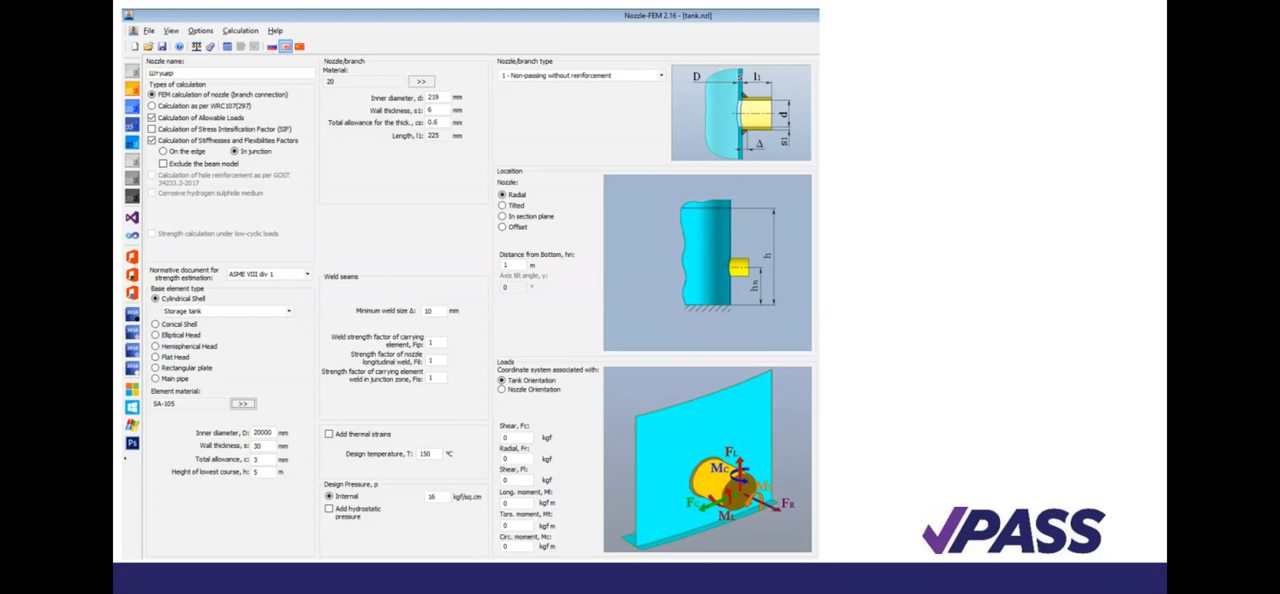 Nozzle-FEM 2.16 - [tank.nzl]
File View Options Calculation Help
Nozzle name:
Штуцер
Types of calculation
FEM calculation of nozzle (branch connection)
Calculation as per WRC107(297)
Calculation of Allowable Loads
Calculation of Stress Intesification Factor (SIF)
Calculation of Stiffnesses and Flexibilities Factors
On the edge In junction
Exclude the beam model
Calculation of hole reinforcement as per GOST
34233.3-2017
Corrosive hydrogen sulphide medium
Strength calculation under low-cyclic loads
Normative document for
strength estimation: ASME VIII div 1
Base element type
Cylindrical Shell
Storage tank
Conical Shell
Elliptical Head
Hemispherical Head
Flat Head
Rectangular plate
Main pipe
Element material:
SA-105 >>
Inner diameter, D: 20000 mm
Wall thickness, s: 30 mm
Total allowance, c: 3 mm
Height of lowest course, h: 5 m
Nozzle/branch
Material:
20 >>
Inner diameter, d: 219 mm
Wall thickness, s1: 6 mm
Total allowance for the thick., cs: 0.6 mm
Length, l1: 225 mm
Weld seams
Minimum weld size Δ: 10 mm
Weld strength factor of carrying
element, Fip: 1
Strength factor of nozzle
longitudinal weld, Fil: 1
Strength factor of carrying element
weld in junction zone, Fis: 1
Add thermal strains
Design temperature, T: 150 ºC
Design Pressure, p
Internal 16 kgf/sq.cm
Add hydrostatic
pressure
Nozzle/branch type
1 - Non-passing without reinforcement
D s l1
d
s1
Δ
Location
Nozzle:
Radial
Tilted
In section plane
Offset
Distance from Bottom, hn:
1 m
Axis tilt angle, γ:
0 °
h
hn
Loads
Coordinate system associated with:
Tank Orientation
Nozzle Orientation
Shear, Fc:
0 kgf
Radial, Fr:
0 kgf
Shear, Fl:
0 kgf
Long. moment, Ml:
0 kgf m
Tors. moment, Mt:
0 kgf m
Circ. moment, Mc:
0 kgf m
FL
MC
MT
FC
FR
ML
PASS